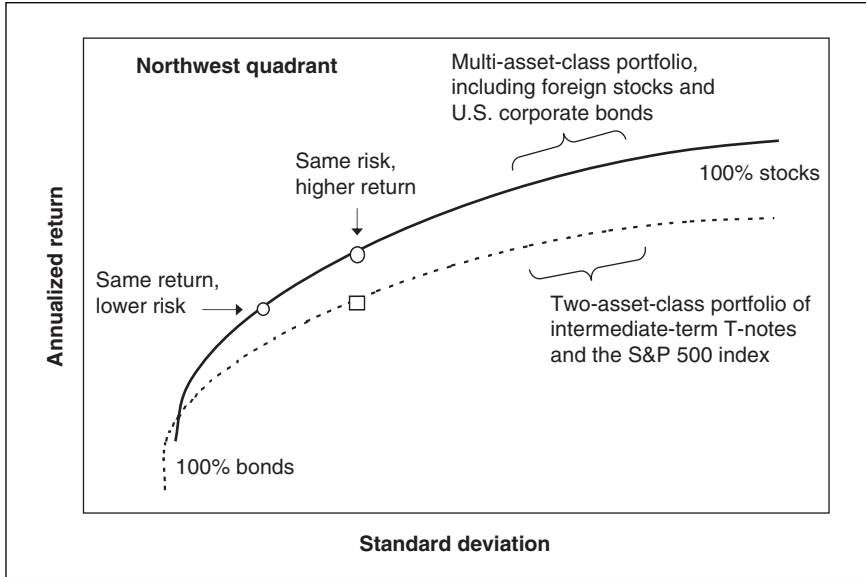 Northwest quadrant
Multi-asset-class portfolio,
including foreign stocks and
U.S. corporate bonds
Same risk,
higher return
100% stocks
Same return,
lower risk
Two-asset-class portfolio of
intermediate-term T-notes
and the S&P 500 index
100% bonds
Annualized return
Standard deviation